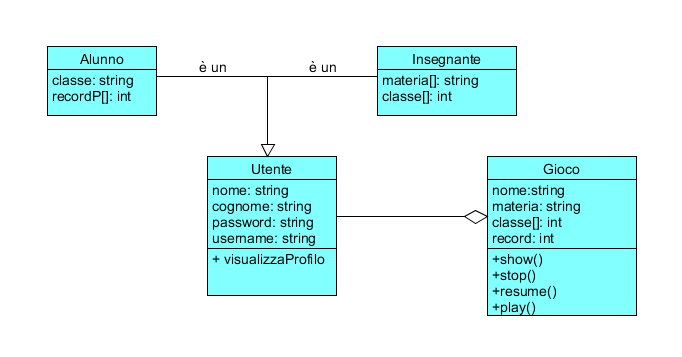 Alunno
classe: string
recordP[]: int
è un
è un
Insegnante
materia[]: string
classe[]: int
Utente
nome: string
cognome: string
password: string
username: string
+ visualizzaProfilo
Gioco
nome:string
materia: string
classe[]: int
record: int
+show()
+stop()
+resume()
+play()